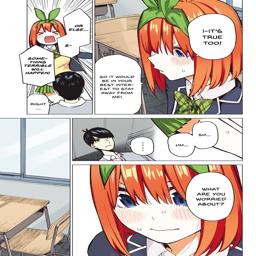 I-IT'S
TRUE
TOO!
OR
ELSE...
S-
SOME-
THING
TERRIBLE
WILL
HAPPEN!
RIGHT...
SO IT WOULD
BE IN YOUR
BEST INTER-
EST TO STAY
AWAY FROM
ME!
SO...
UM...
WHAT
ARE YOU
WORRIED
ABOUT?